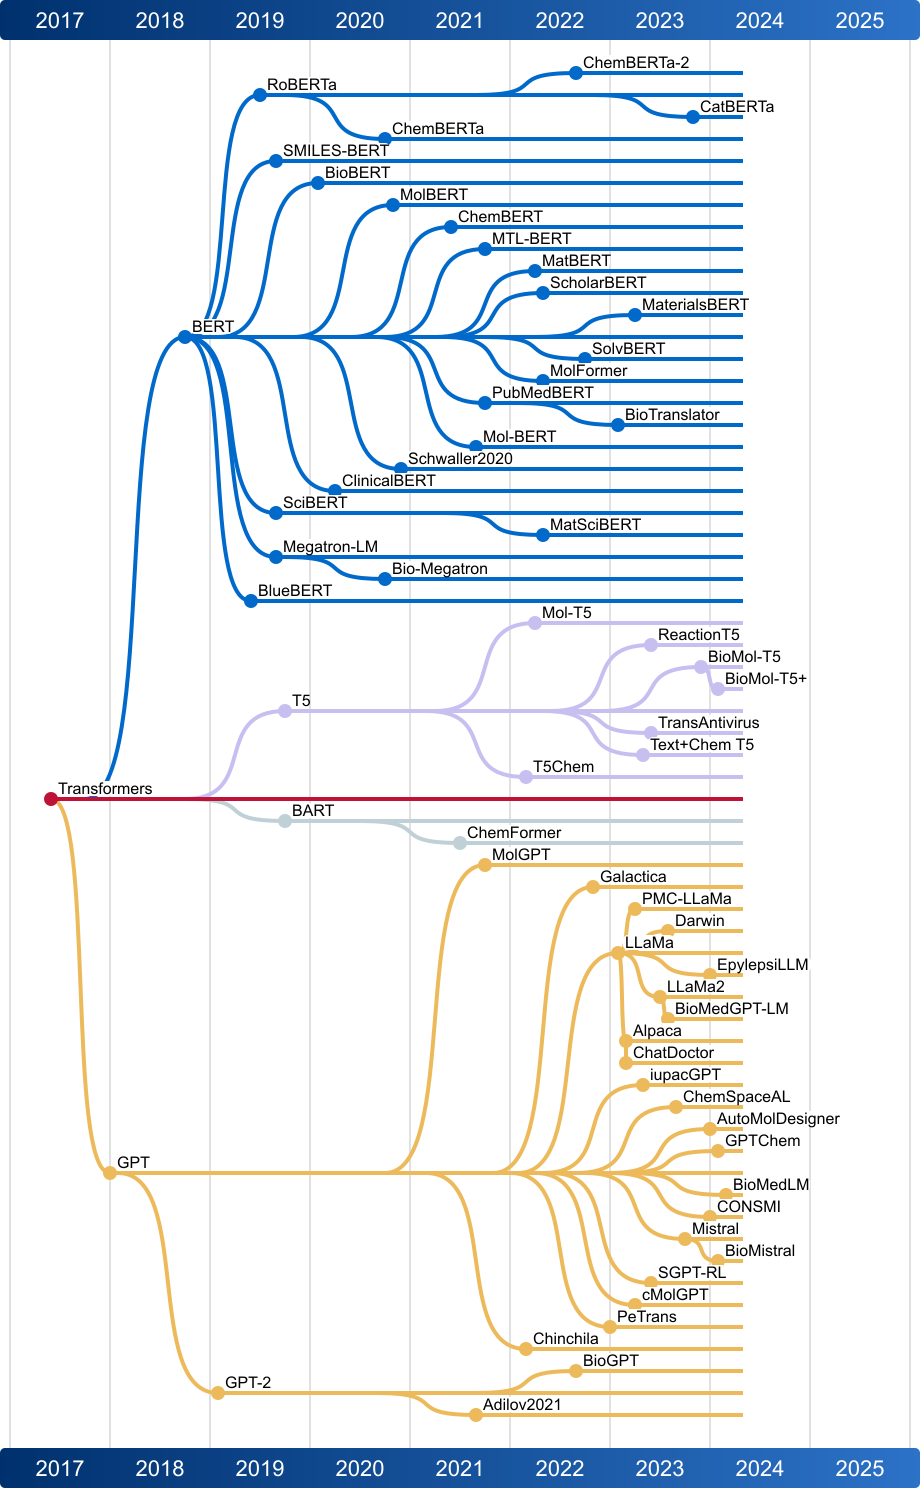 2017 2018 2019 2020 2021 2022 2023 2024 2025
ChemBERTa-2
RoBERTa
CatBERTa
ChemBERTa
SMILES-BERT
BioBERT
MolBERT
ChemBERT
MTL-BERT
MatBERT
ScholarBERT
MaterialsBERT
BERT
SolvBERT
MolFormer
PubMedBERT
BioTranslator
Mol-BERT
Schwaller2020
ClinicalBERT
SciBERT
MatSciBERT
Megatron-LM
Bio-Megatron
BlueBERT
Mol-T5
ReactionT5
BioMol-T5
BioMol-T5+
T5
TransAntivirus
Text+Chem T5
T5Chem
Transformers
BART
ChemFormer
MolGPT
Galactica
PMC-LLaMa
Darwin
LLaMa
EpylepsiLLM
LLaMa2
BioMedGPT-LM
Alpaca
ChatDoctor
iupacGPT
ChemSpaceAL
AutoMolDesigner
GPTChem
GPT
BioMedLM
CONSMI
Mistral
BioMistral
SGPT-RL
cMolGPT
PeTrans
Chinchila
BioGPT
GPT-2
Adilov2021
2017 2018 2019 2020 2021 2022 2023 2024 2025